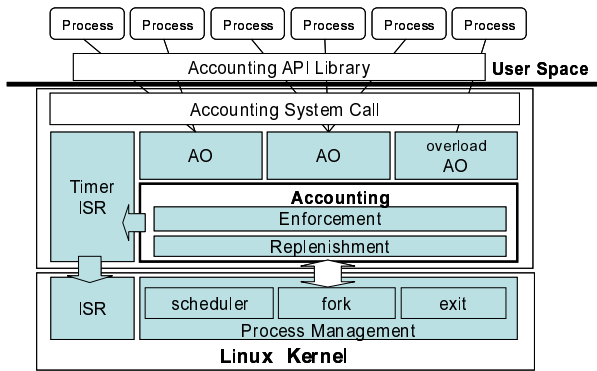 Process Process Process Process Process Process
Accounting API Library
User Space
Accounting System Call
Timer
ISR
AO
AO
overload
AO
Accounting
Enforcement
Replenishment
ISR
scheduler
fork
exit
Process Management
Linux Kernel